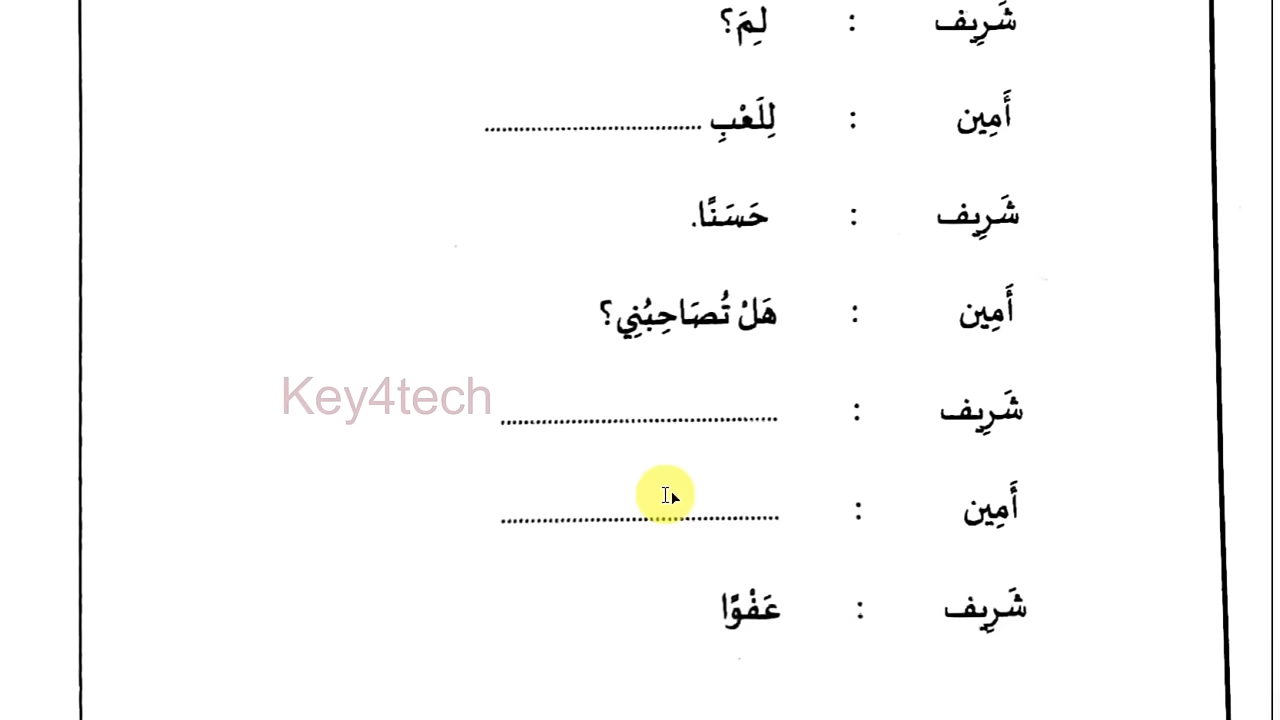 شَرِيف : لِمَ؟
أَمِين : لِلَعْبِ ........................................
شَرِيف : حَسَنًا.
أَمِين : هَلْ تُصَاحِبُنِي؟
Key4tech
شَرِيف : ........................................
أَمِين : ........................................
شَرِيف : عَفْوًا